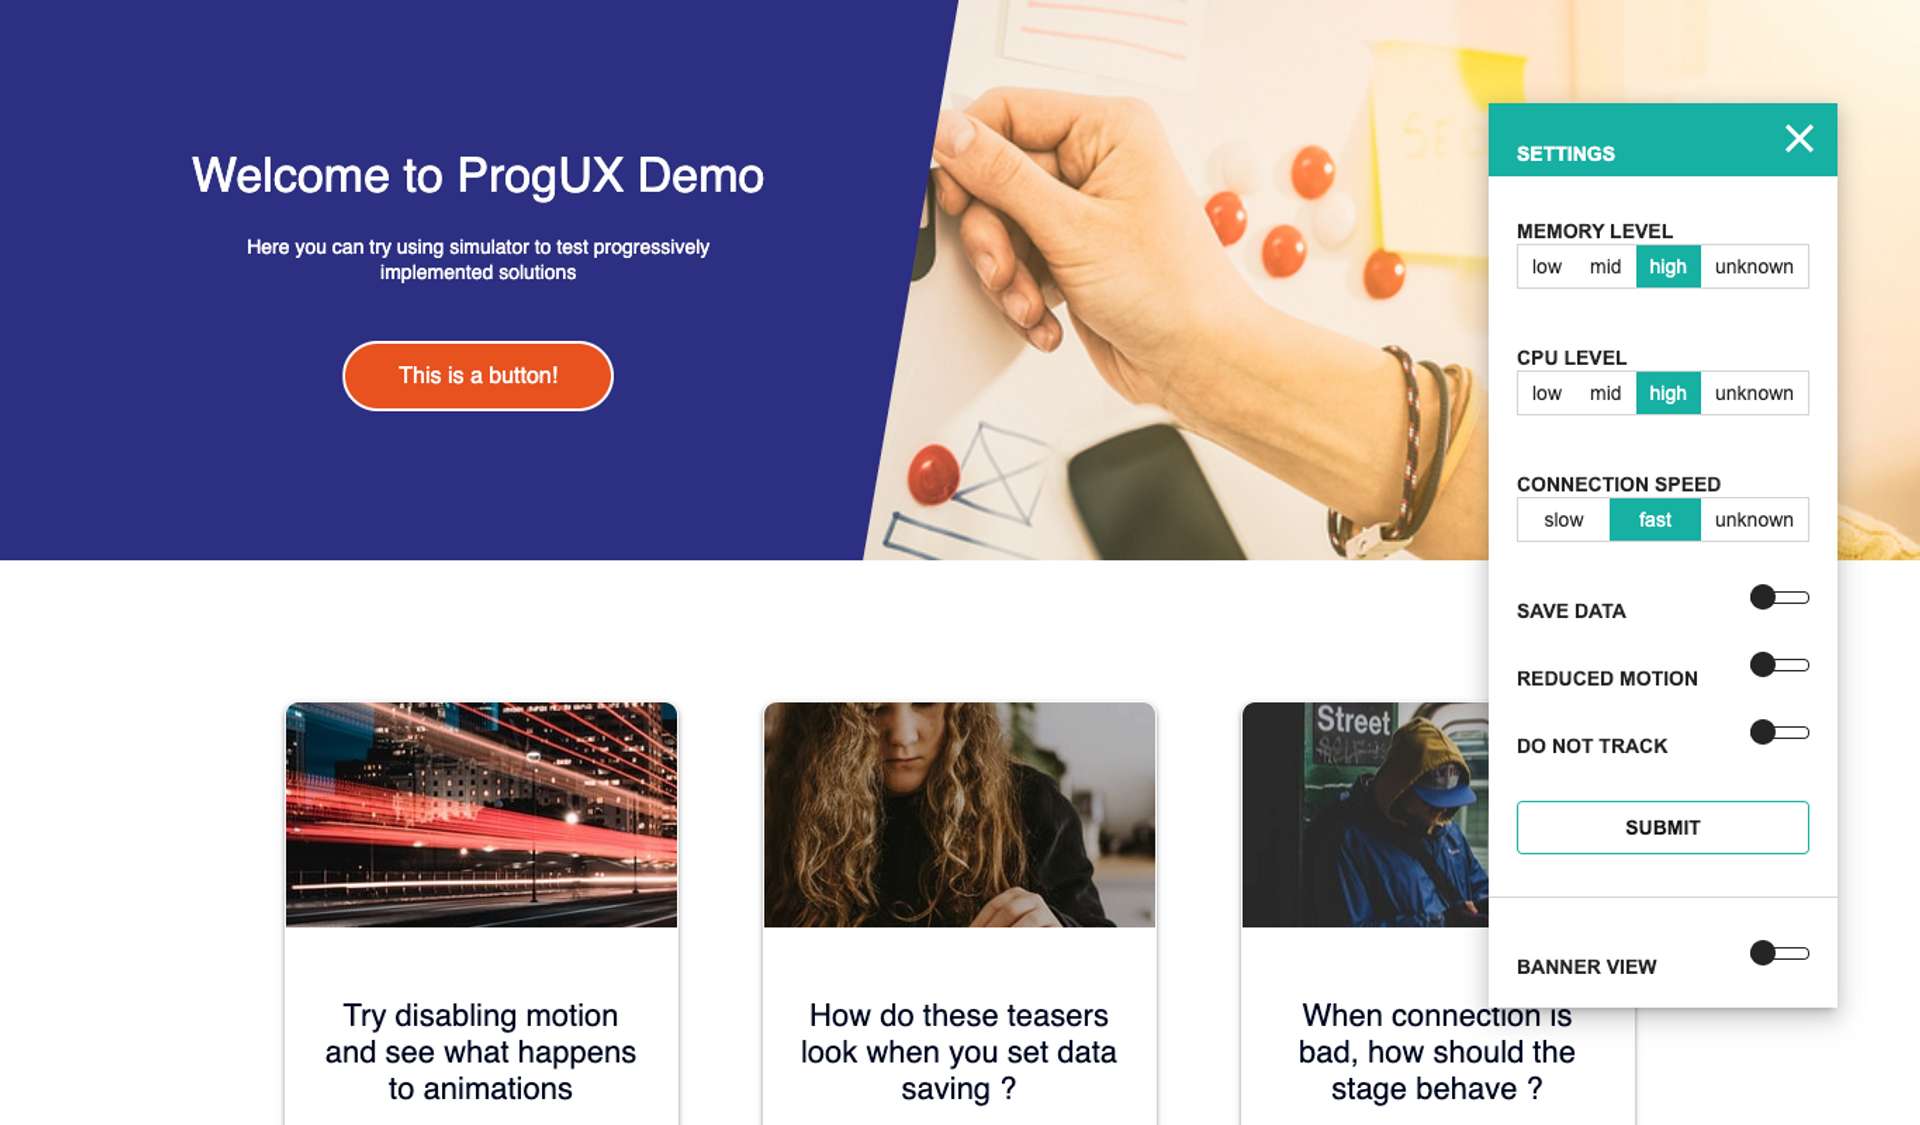 Welcome to ProgUX Demo
Here you can try using simulator to test progressively
implemented solutions
This is a button!
SETTINGS
MEMORY LEVEL
low mid high unknown
CPU LEVEL
low mid high unknown
CONNECTION SPEED
slow fast unknown
SAVE DATA
REDUCED MOTION
DO NOT TRACK
SUBMIT
BANNER VIEW
Street
Try disabling motion
and see what happens
to animations
How do these teasers
look when you set data
saving ?
When connection is
bad, how should the
stage behave ?